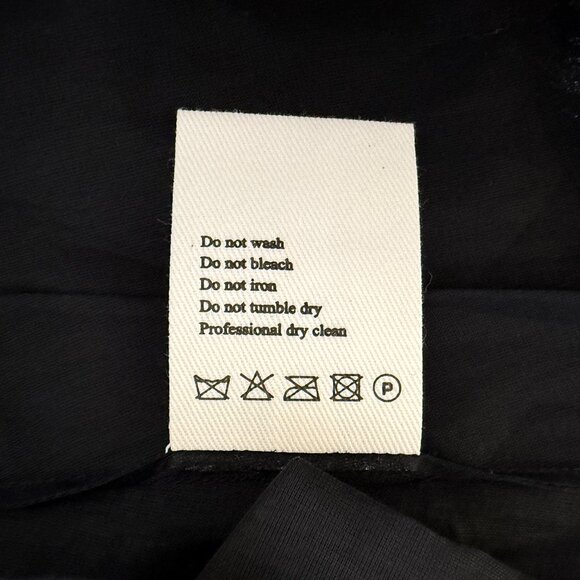 Do not wash
Do not bleach
Do not iron
Do not tumble dry
Professional dry clean
P